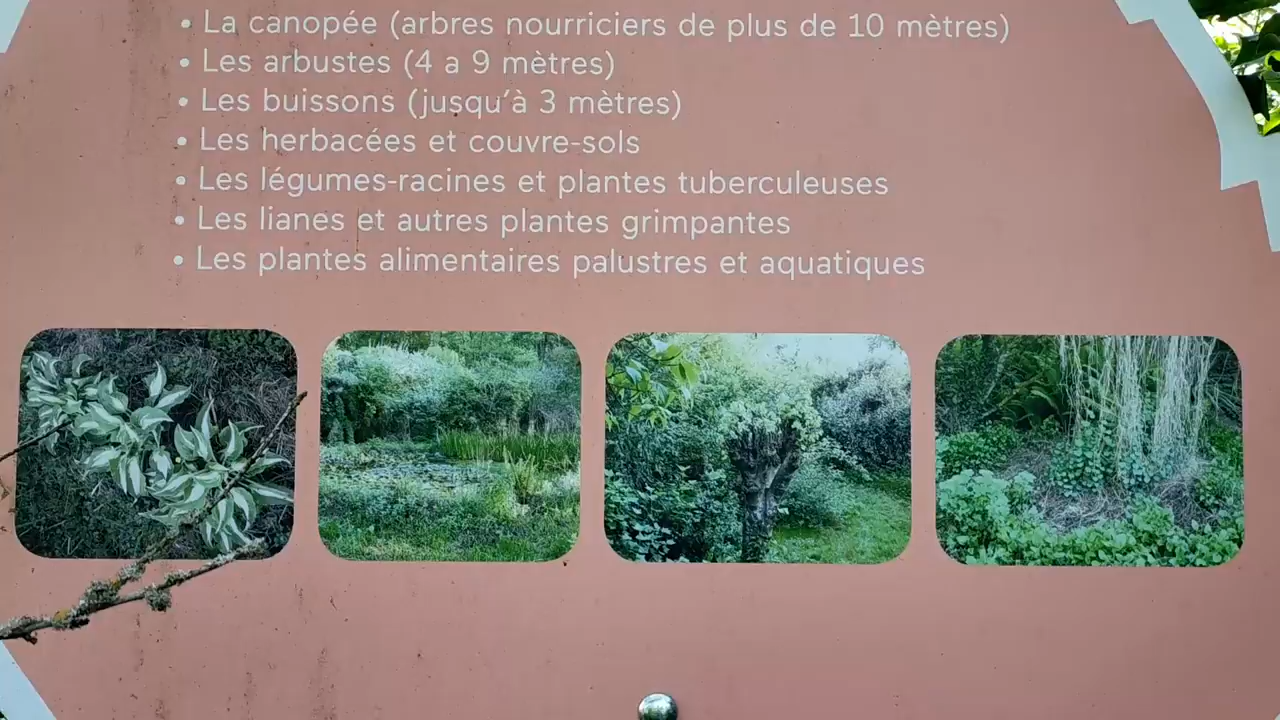 • La canopée (arbres nourriciers de plus de 10 mètres)
• Les arbustes (4 a 9 mètres)
• Les buissons (jusqu'à 3 mètres)
• Les herbacées et couvre-sols
• Les légumes-racines et plantes tuberculeuses
• Les lianes et autres plantes grimpantes
• Les plantes alimentaires palustres et aquatiques